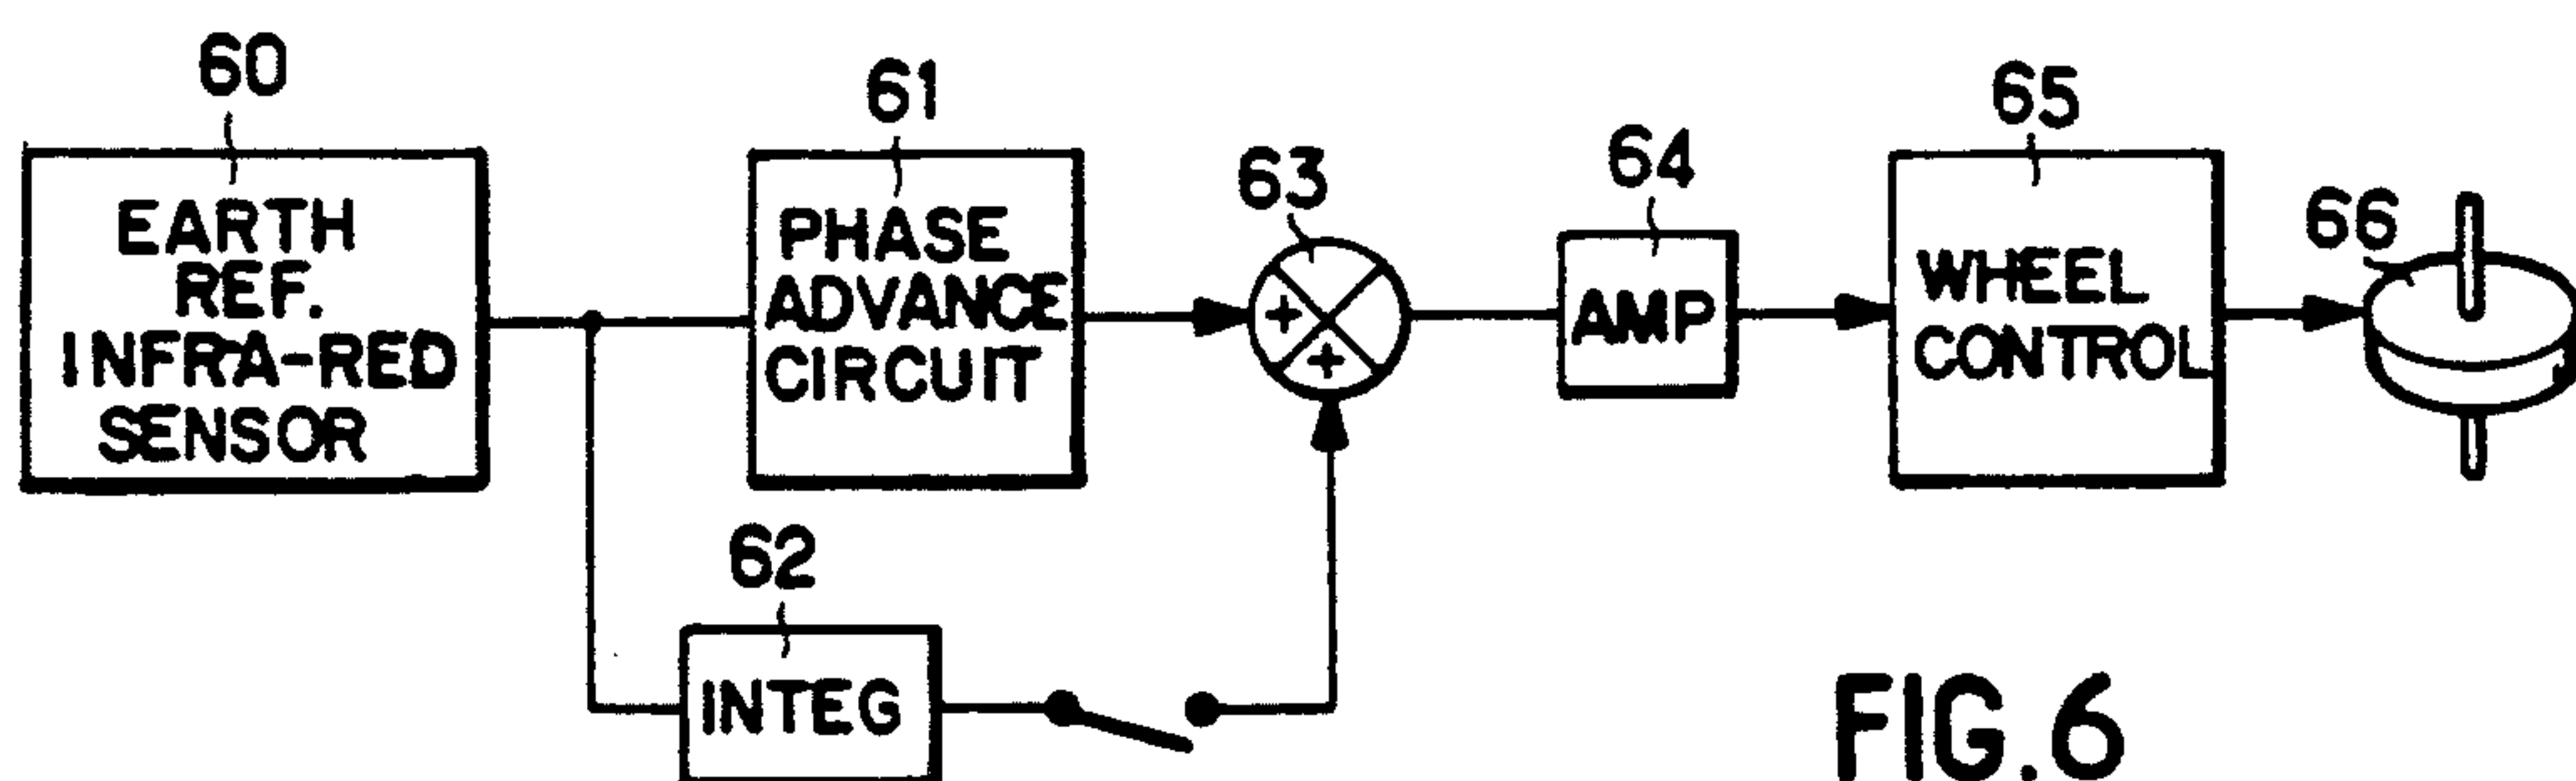 60
EARTH
REF.
INFRA-RED
SENSOR
61
PHASE
ADVANCE
CIRCUIT
62
INTEG
63
+
+
64
AMP
65
WHEEL
CONTROL
66
FIG.6